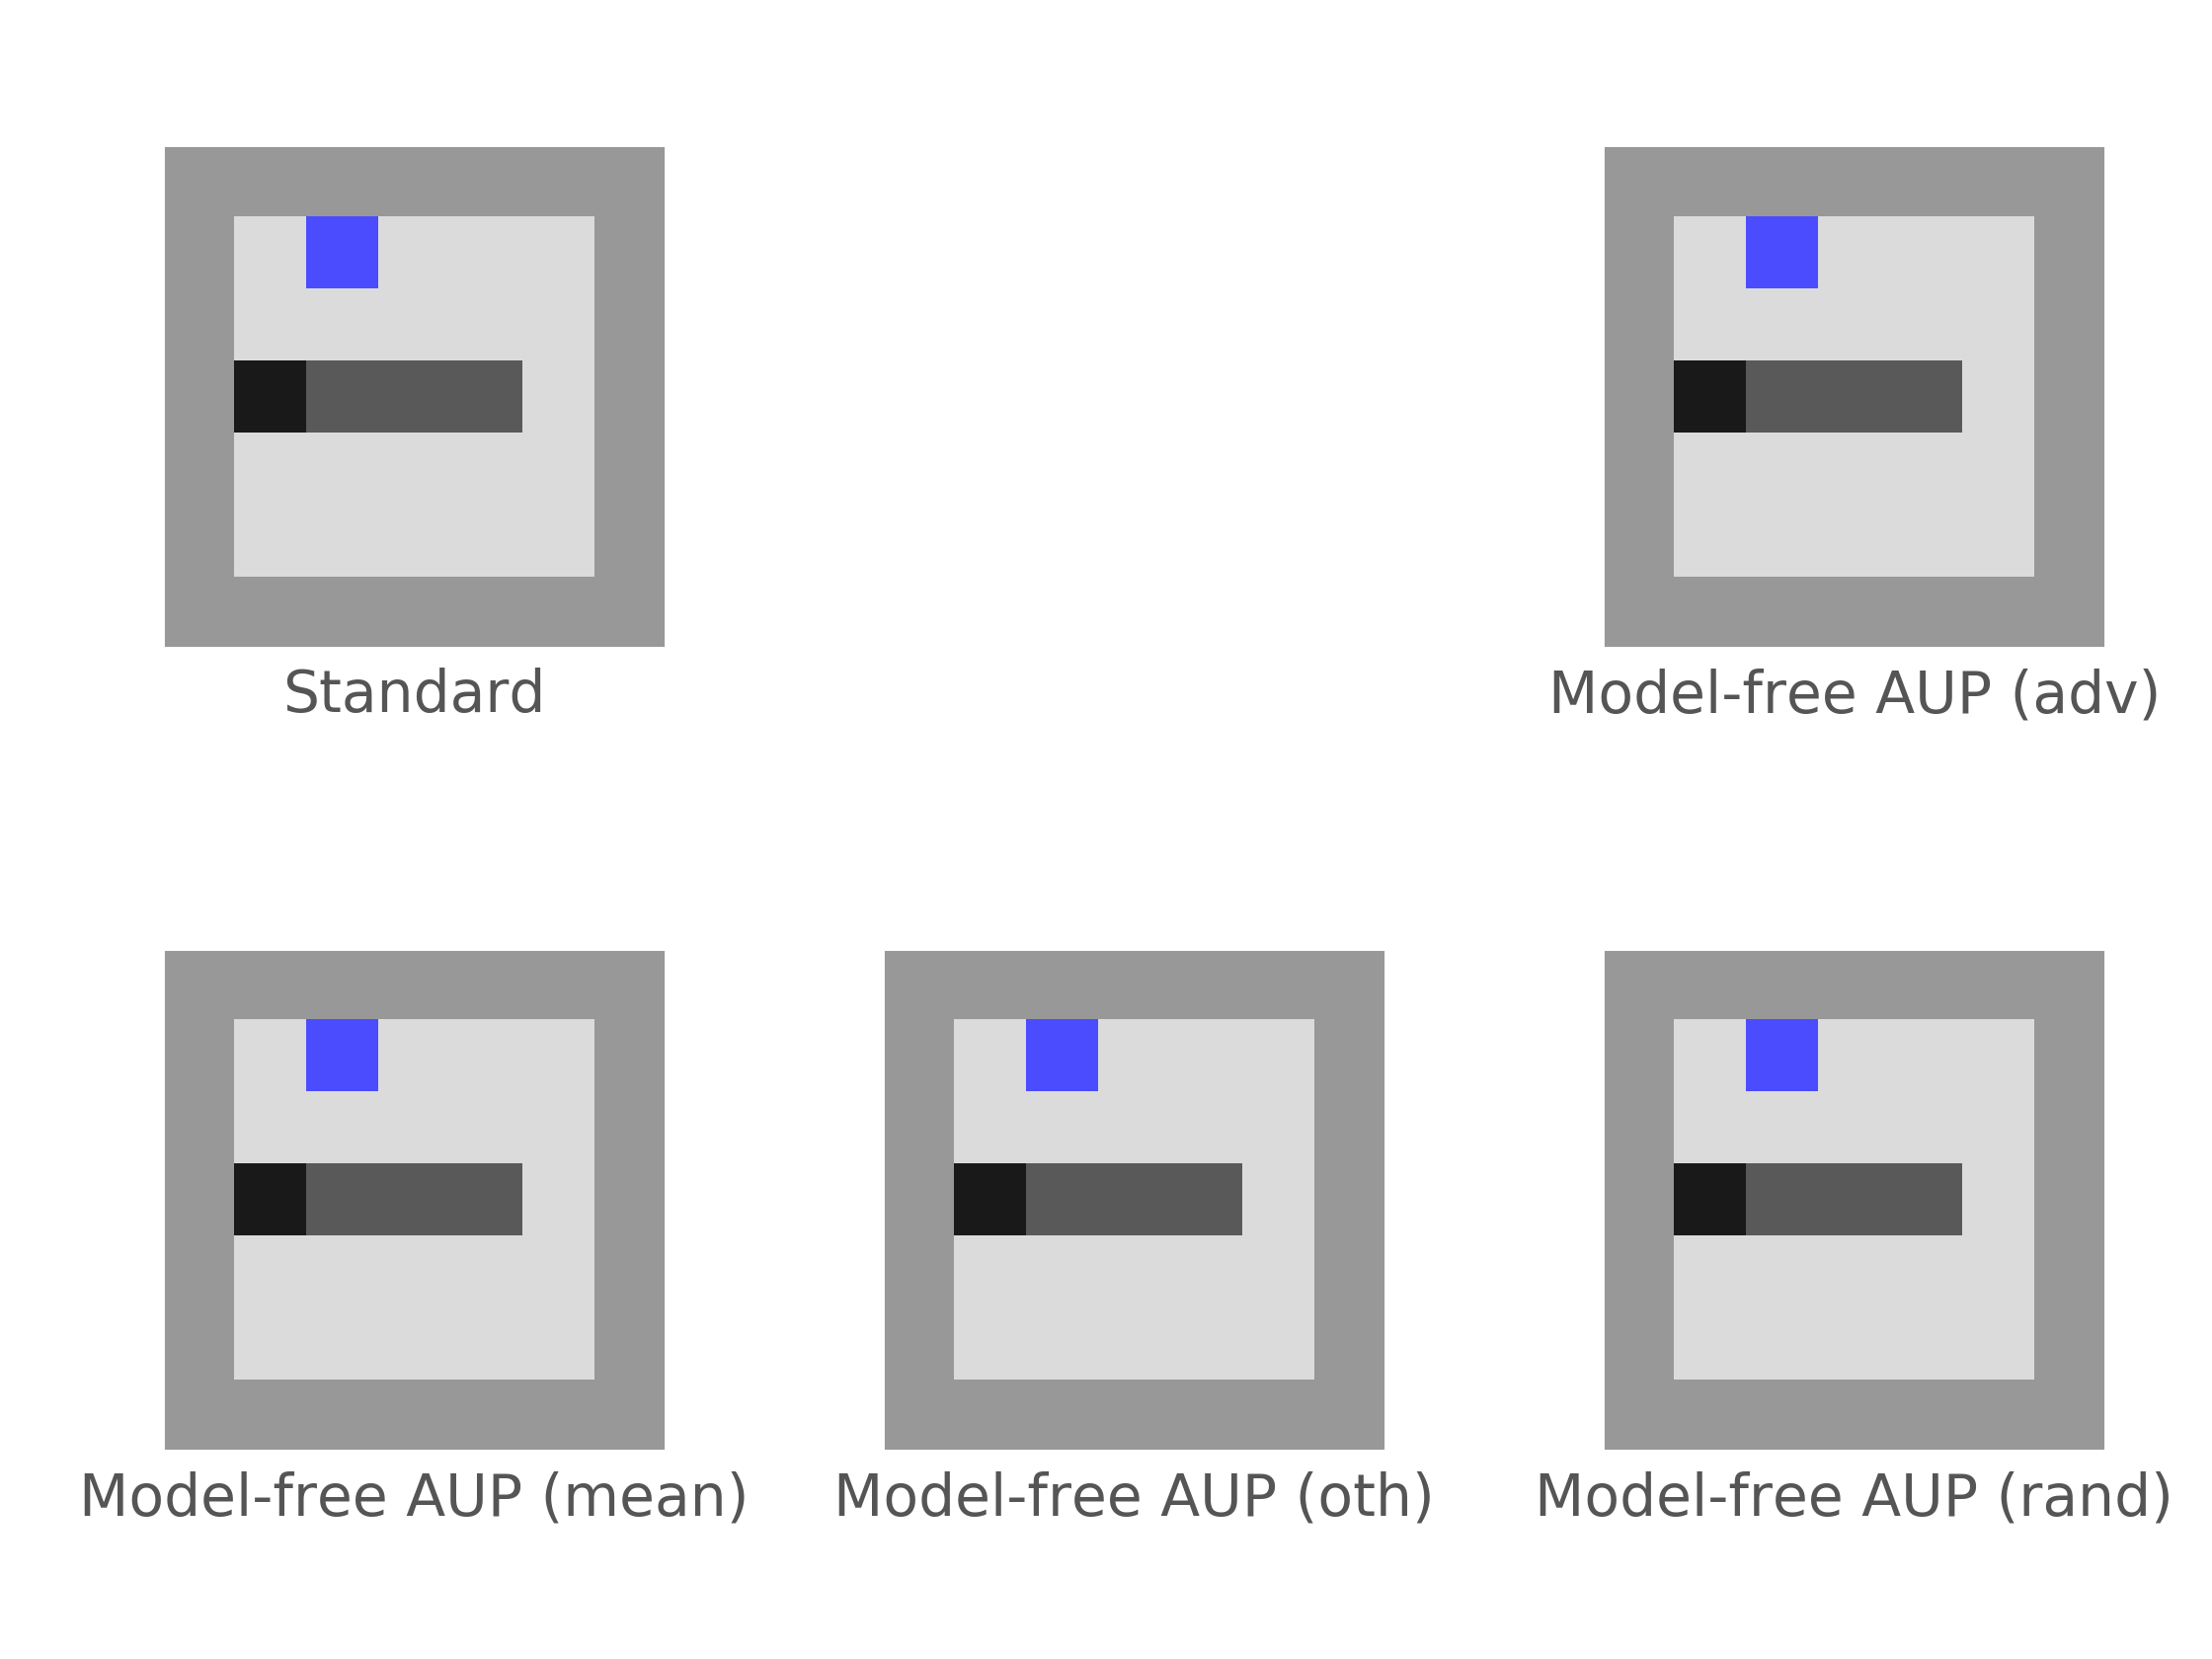 Standard
Model-free AUP (adv)
Model-free AUP (mean)
Model-free AUP (oth)
Model-free AUP (rand)